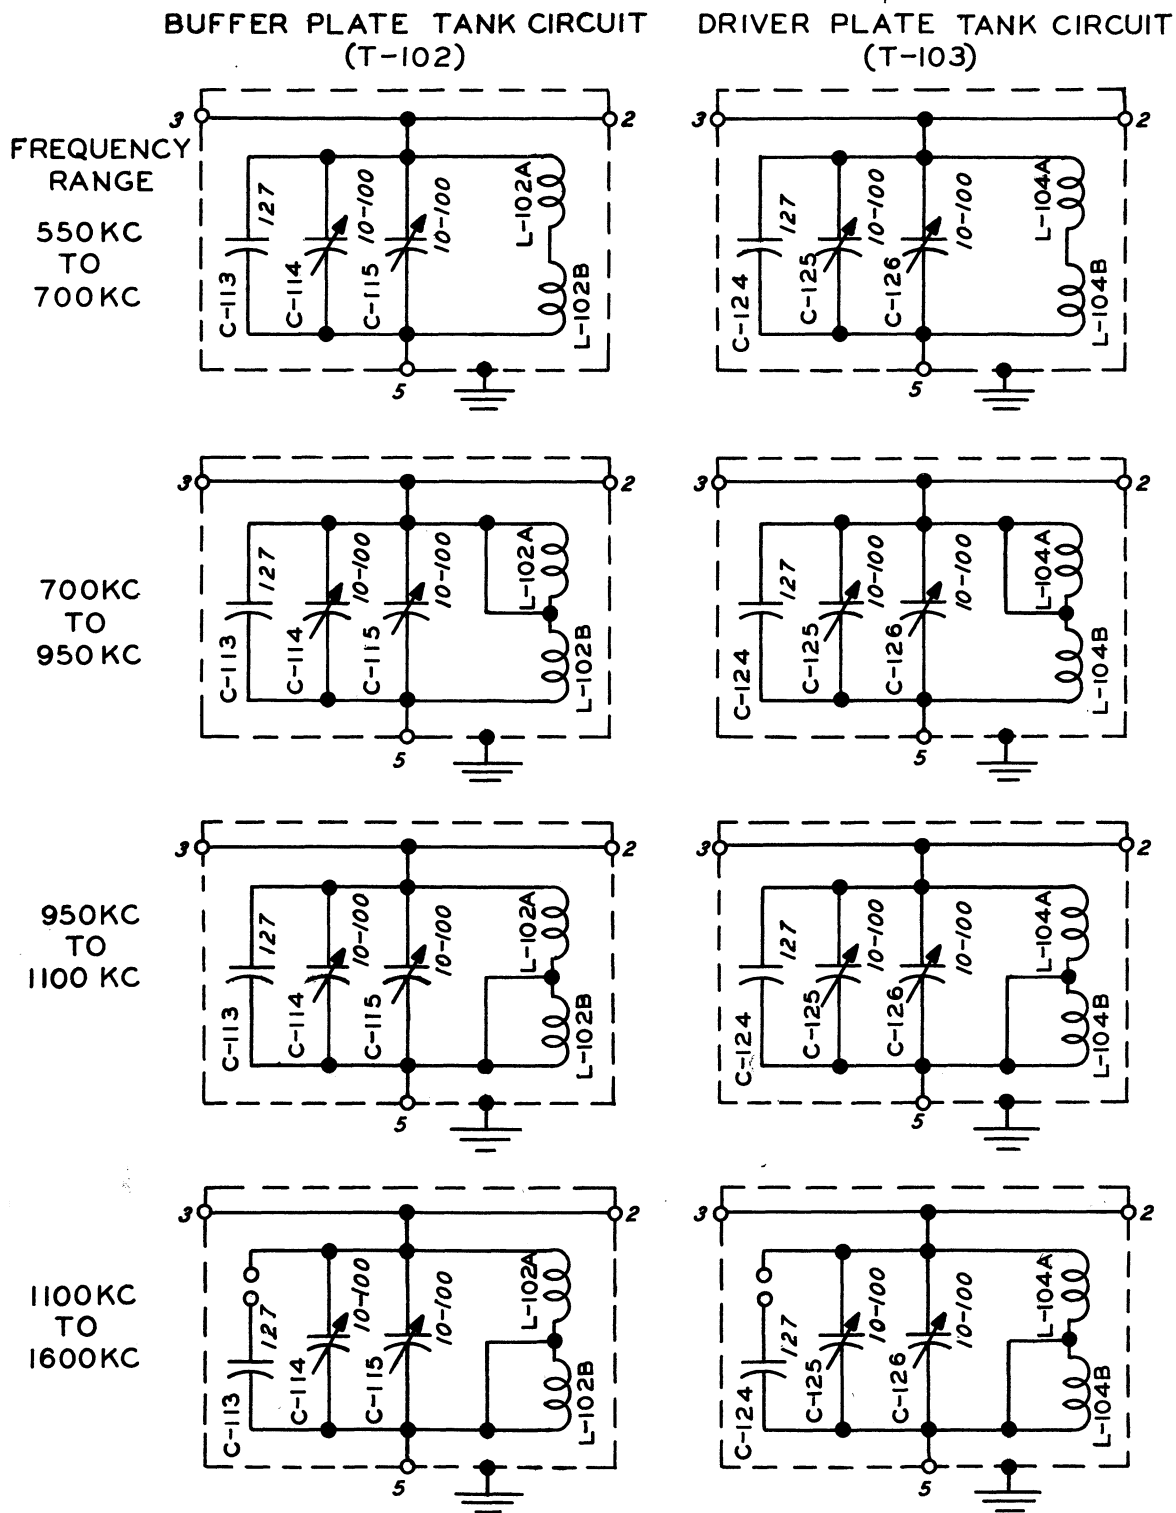 BUFFER PLATE TANK CIRCUIT
(T-102)
DRIVER PLATE TANK CIRCUIT
(T-103)
FREQUENCY
RANGE
550KC
TO
700KC
3
2
127
10-100
10-100
L-102A
C-113
C-114
C-115
L-102B
5
3
2
127
10-100
10-100
L-104A
C-124
C-125
C-126
L-104B
5
700KC
TO
950KC
3
2
127
10-100
10-100
L-102A
C-113
C-114
C-115
L-102B
5
3
2
127
10-100
10-100
L-104A
C-124
C-125
C-126
L-104B
5
950KC
TO
1100 KC
3
2
127
10-100
10-100
L-102A
C-113
C-114
C-115
L-102B
5
3
2
127
10-100
10-100
L-104A
C-124
C-125
C-126
L-104B
5
1100KC
TO
1600KC
3
2
127
10-100
10-100
L-102A
C-113
C-114
C-115
L-102B
5
3
2
127
10-100
10-100
L-104A
C-124
C-125
C-126
L-104B
5